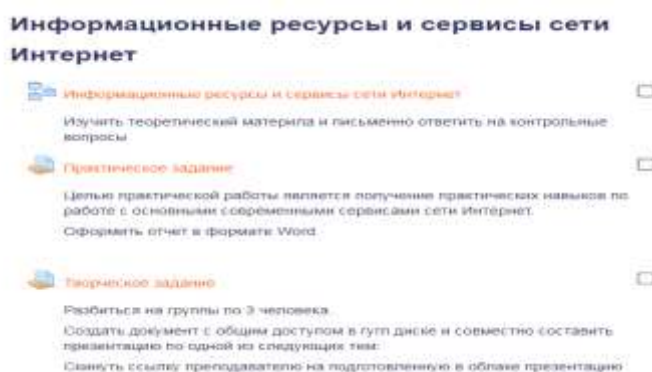 Информационные ресурсы и сервисы сети
Интернет
Информационные ресурсы и сервисы сети Интернет
Изучить теоретический материла и письменно ответить на контрольные
вопросы
Практическое задание
Целью практической работы является получение практических навыков по
работе с основными современными сервисами сети Интернет.
Оформить отчет в формате Word.
Творческое задание
Разбиться на группы по 3 человека.
Создать документ с общим доступом в гугл диске и совместно составить
презентацию по одной из следующих тем:
Скинуть ссылку преподавателю на подготовленную в облаке презентацию